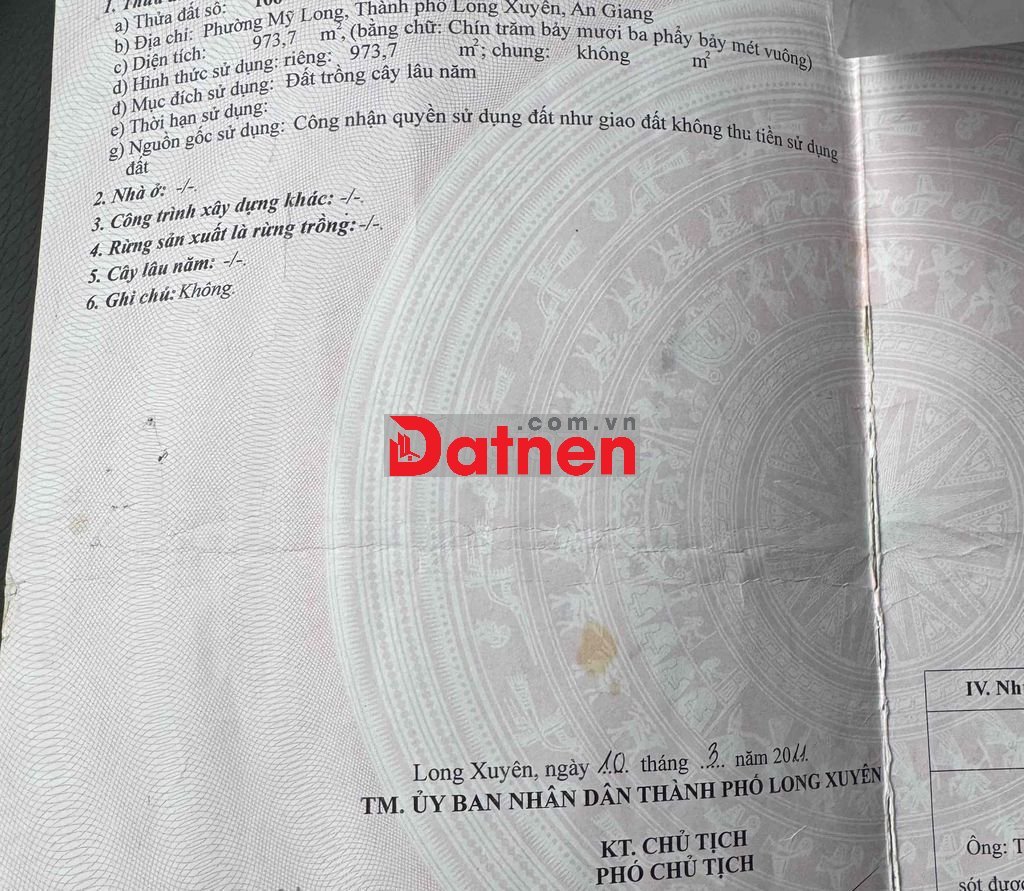 a) Thửa đất số:
b) Địa chỉ: Phường Mỹ Long, Thành phố Long Xuyên, An Giang
c) Diện tích: 973,7 m², (bằng chữ: Chín trăm bảy mươi ba phẩy bảy mét vuông)
d) Hình thức sử dụng: riêng: 973,7 m²; chung: không m²
đ) Mục đích sử dụng: Đất trồng cây lâu năm
e) Thời hạn sử dụng:
g) Nguồn gốc sử dụng: Công nhận quyền sử dụng đất như giao đất không thu tiền sử dụng
đất
2. Nhà ở: -/-.
3. Công trình xây dựng khác: -/-.
4. Rừng sản xuất là rừng trồng: -/-.
5. Cây lâu năm: -/-.
6. Ghi chú: Không.
.com.vn
Datnen
IV.
Long Xuyên, ngày 10 tháng 3 năm 2011
TM. ỦY BAN NHÂN DÂN THÀNH PHỐ LONG XUYÊN
KT. CHỦ TỊCH
PHÓ CHỦ TỊCH
Ông:
sót